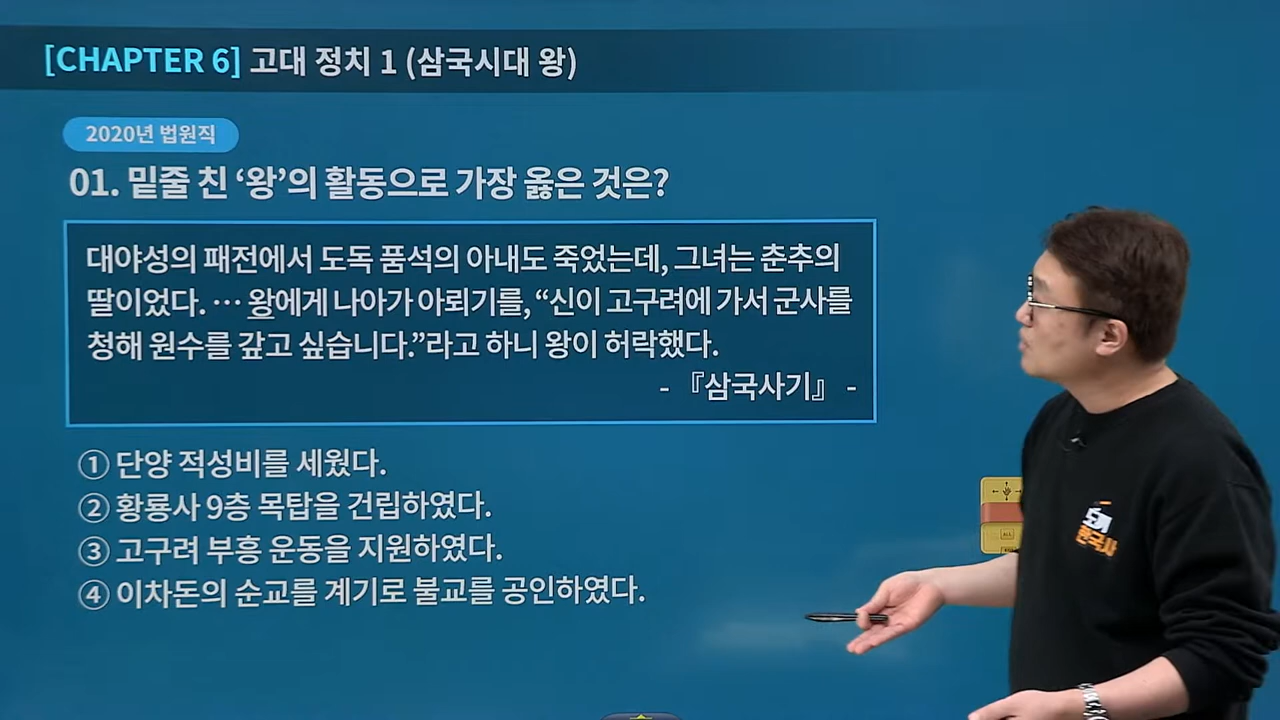 [CHAPTER 6] 고대 정치 1 (삼국시대 왕)
2020년 법원직
01. 밑줄 친 ‘왕’의 활동으로 가장 옳은 것은?
대야성의 패전에서 도독 품석의 아내도 죽었는데, 그녀는 춘추의
딸이었다. … 왕에게 나아가 아뢰기를, “신이 고구려에 가서 군사를
청해 원수를 갚고 싶습니다.”라고 하니 왕이 허락했다.
- 『삼국사기』 -
① 단양 적성비를 세웠다.
② 황룡사 9층 목탑을 건립하였다.
③ 고구려 부흥 운동을 지원하였다.
④ 이차돈의 순교를 계기로 불교를 공인하였다.
ALL
한국사